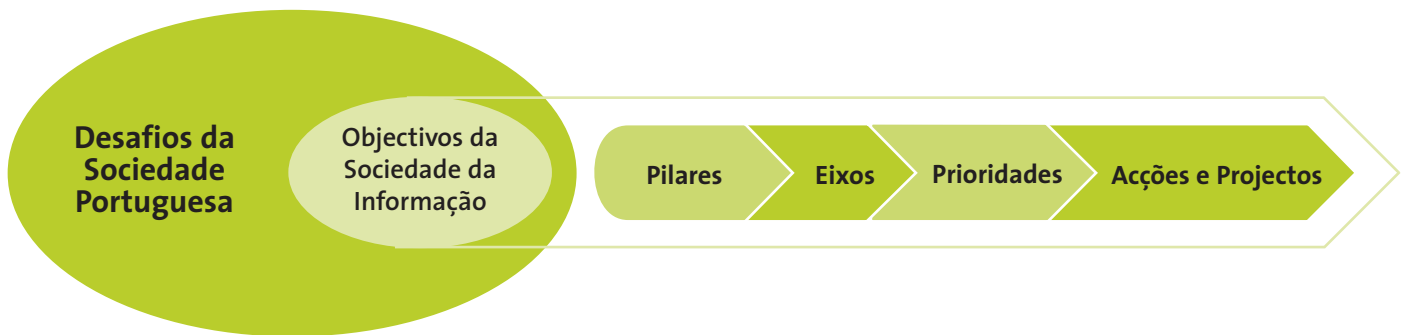 Desafios da
Sociedade
Portuguesa
Objectivos da
Sociedade da
Informação
Pilares
Eixos
Prioridades
Acções e Projectos